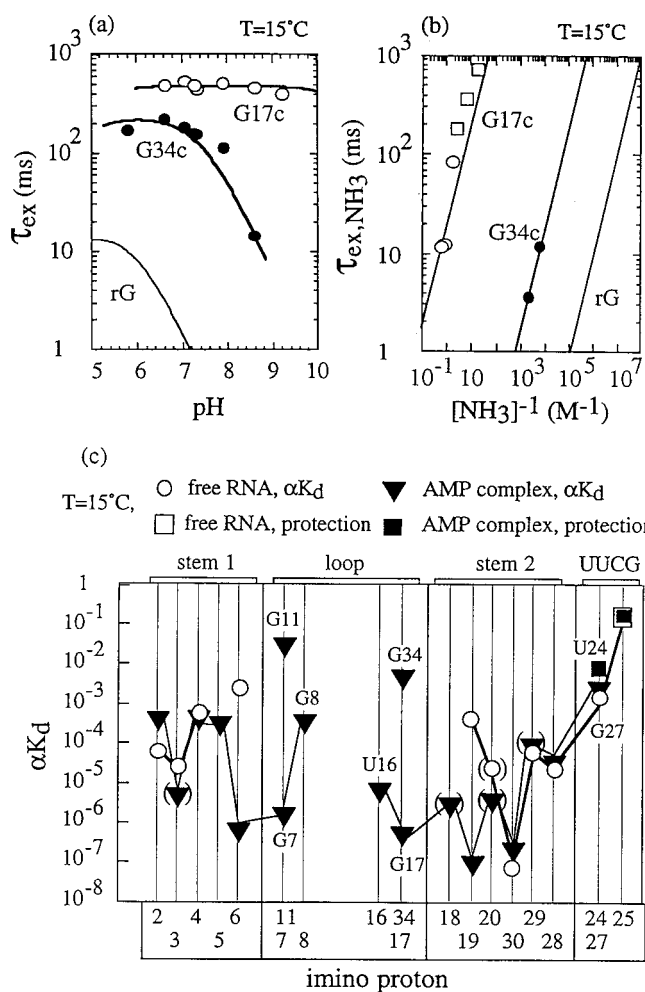 (a) T=15°C
10³
10²
10
1
τex (ms)
G17c
G34c
rG
5 6 7 8 9 10
pH
(b) T=15°C
10³
10²
10
1
τex,NH3 (ms)
G17c
G34c
rG
10⁻¹ 10 10³ 10⁵ 10⁷
[NH3]⁻¹ (M⁻¹)
(c)
T=15°C, free RNA, αKd AMP complex, αKd
free RNA, protection AMP complex, protection
stem 1 loop stem 2 UUCG
1
10⁻¹
10⁻²
10⁻³
10⁻⁴
10⁻⁵
10⁻⁶
10⁻⁷
10⁻⁸
αKd
G11
G34
U24
G8
G27
U16
G7
G17
( )
( )
( )
( )
( )
2 4 6 11 16 34 18 20 29 24 25
3 5 7 8 17 19 30 28 27
imino proton